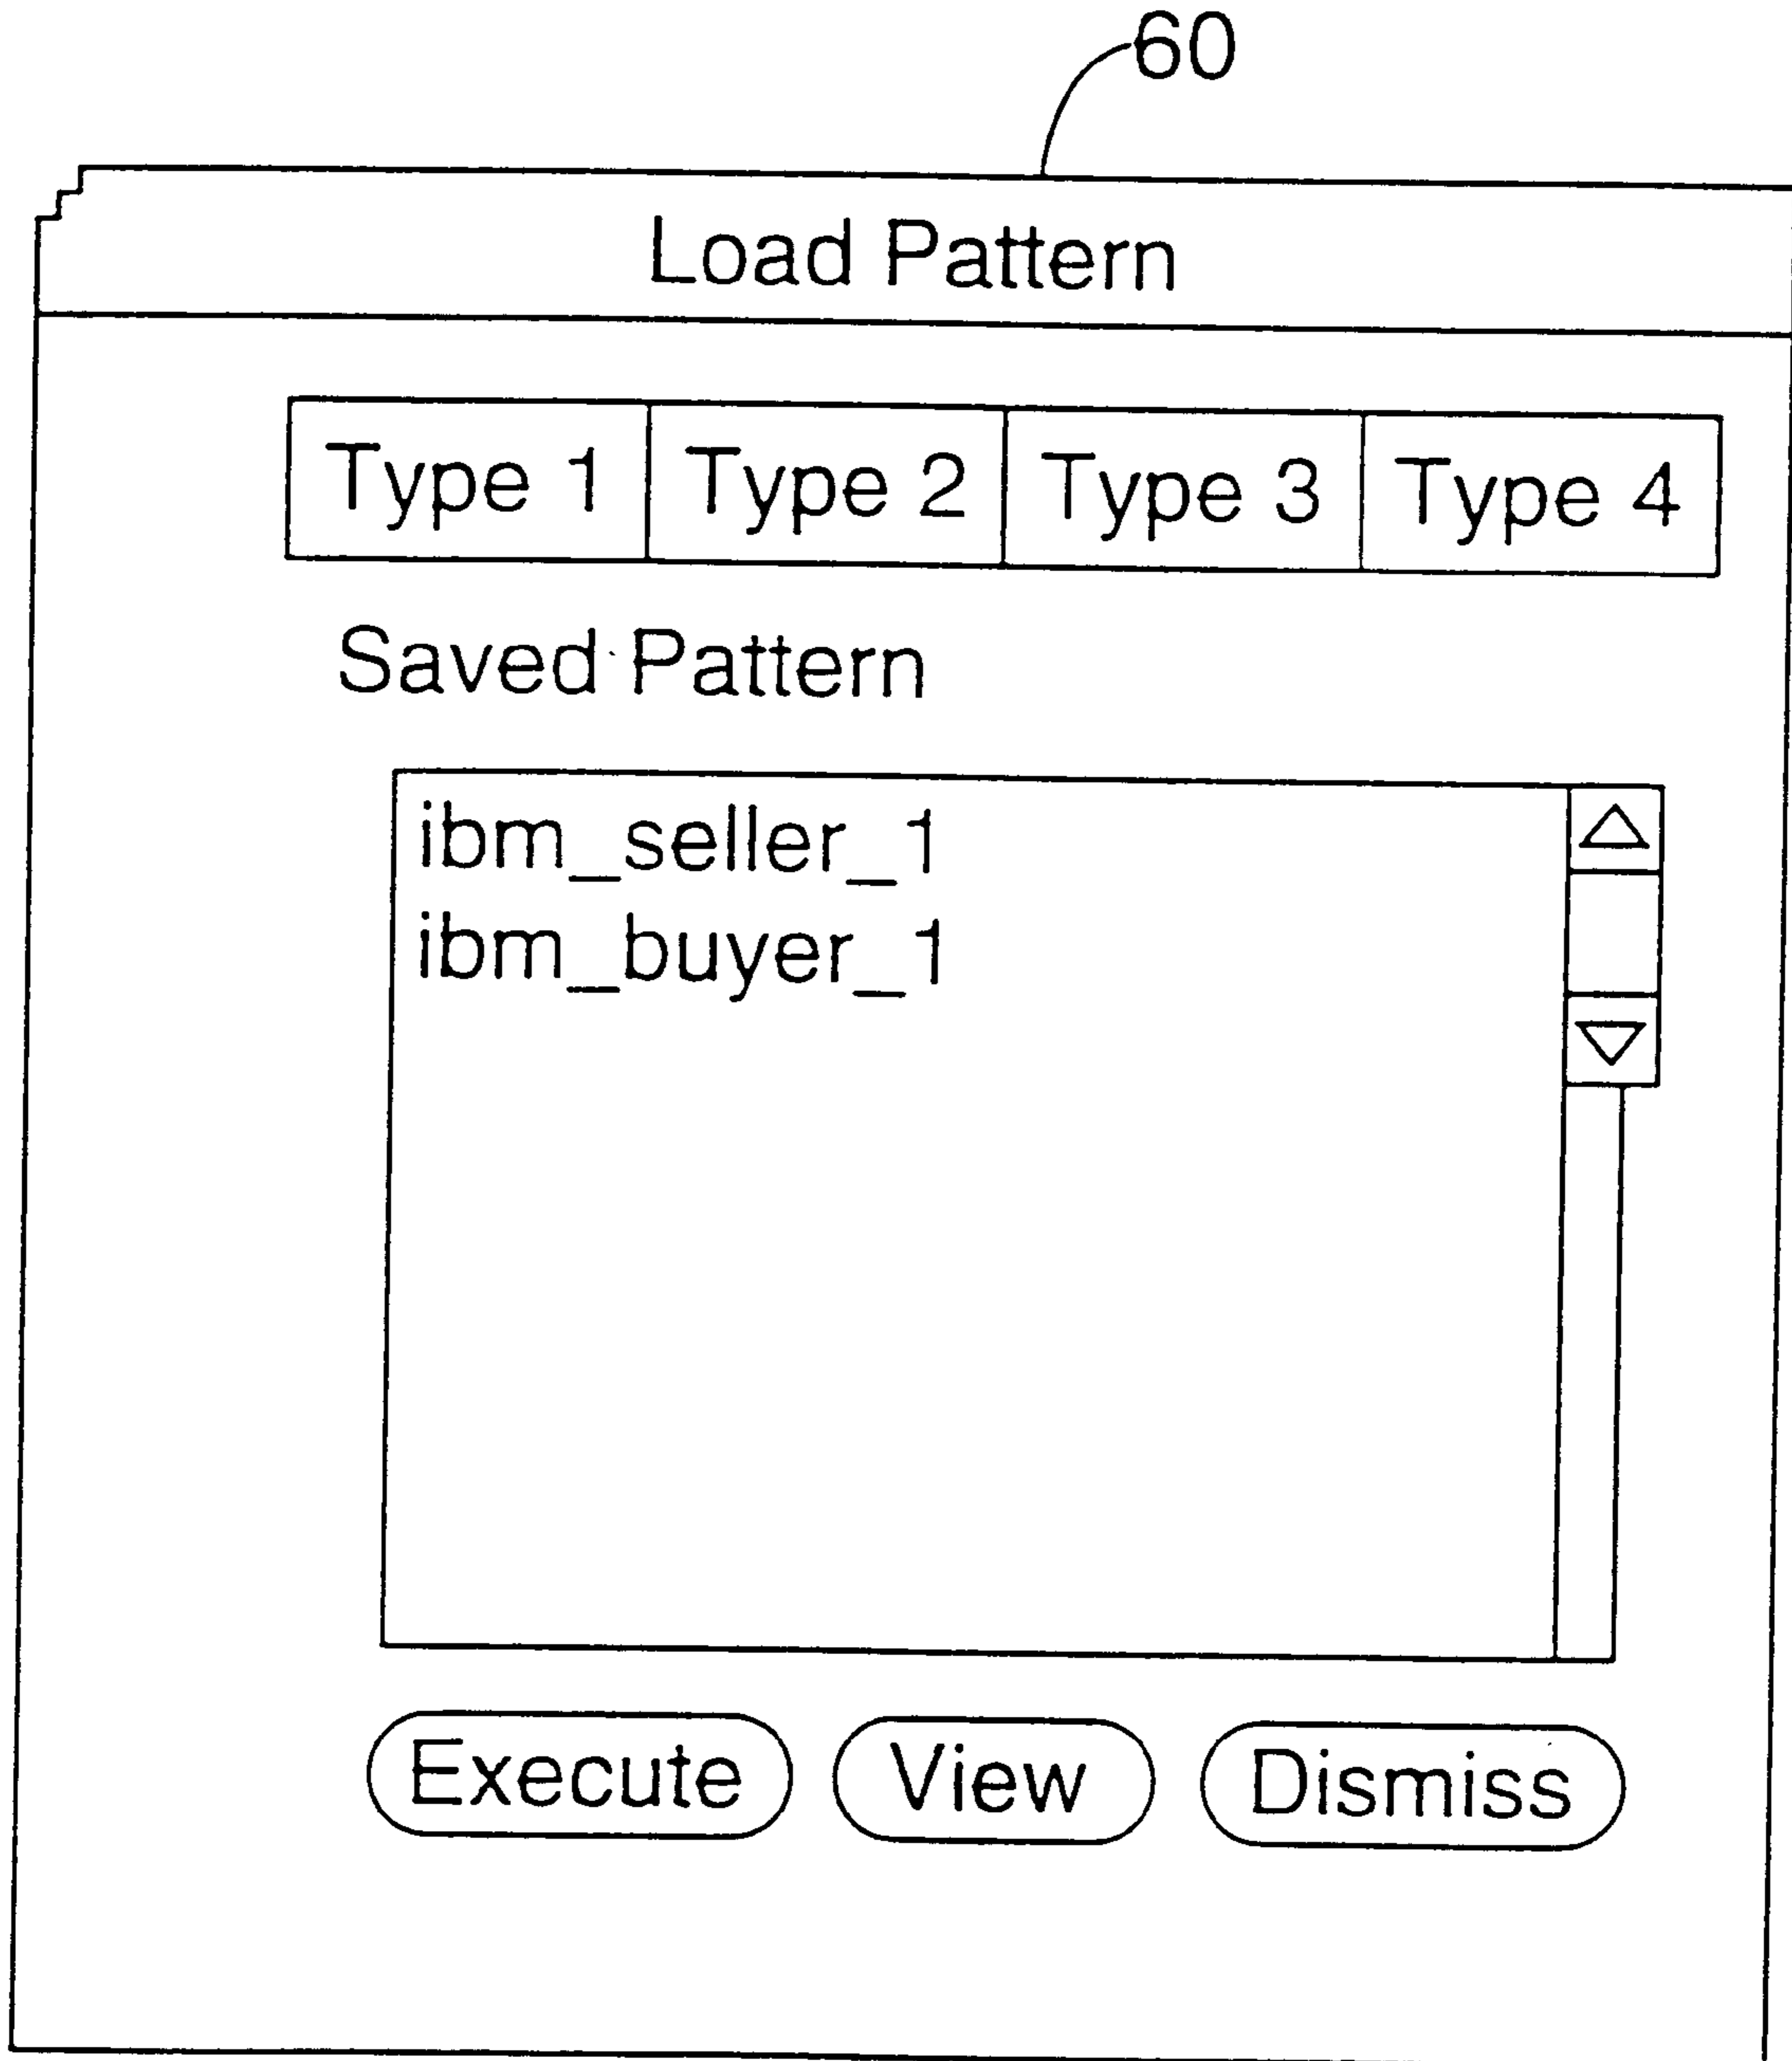 60
Load Pattern
Type 1 Type 2 Type 3 Type 4
Saved Pattern
ibm_seller_1
ibm_buyer_1
Execute View Dismiss